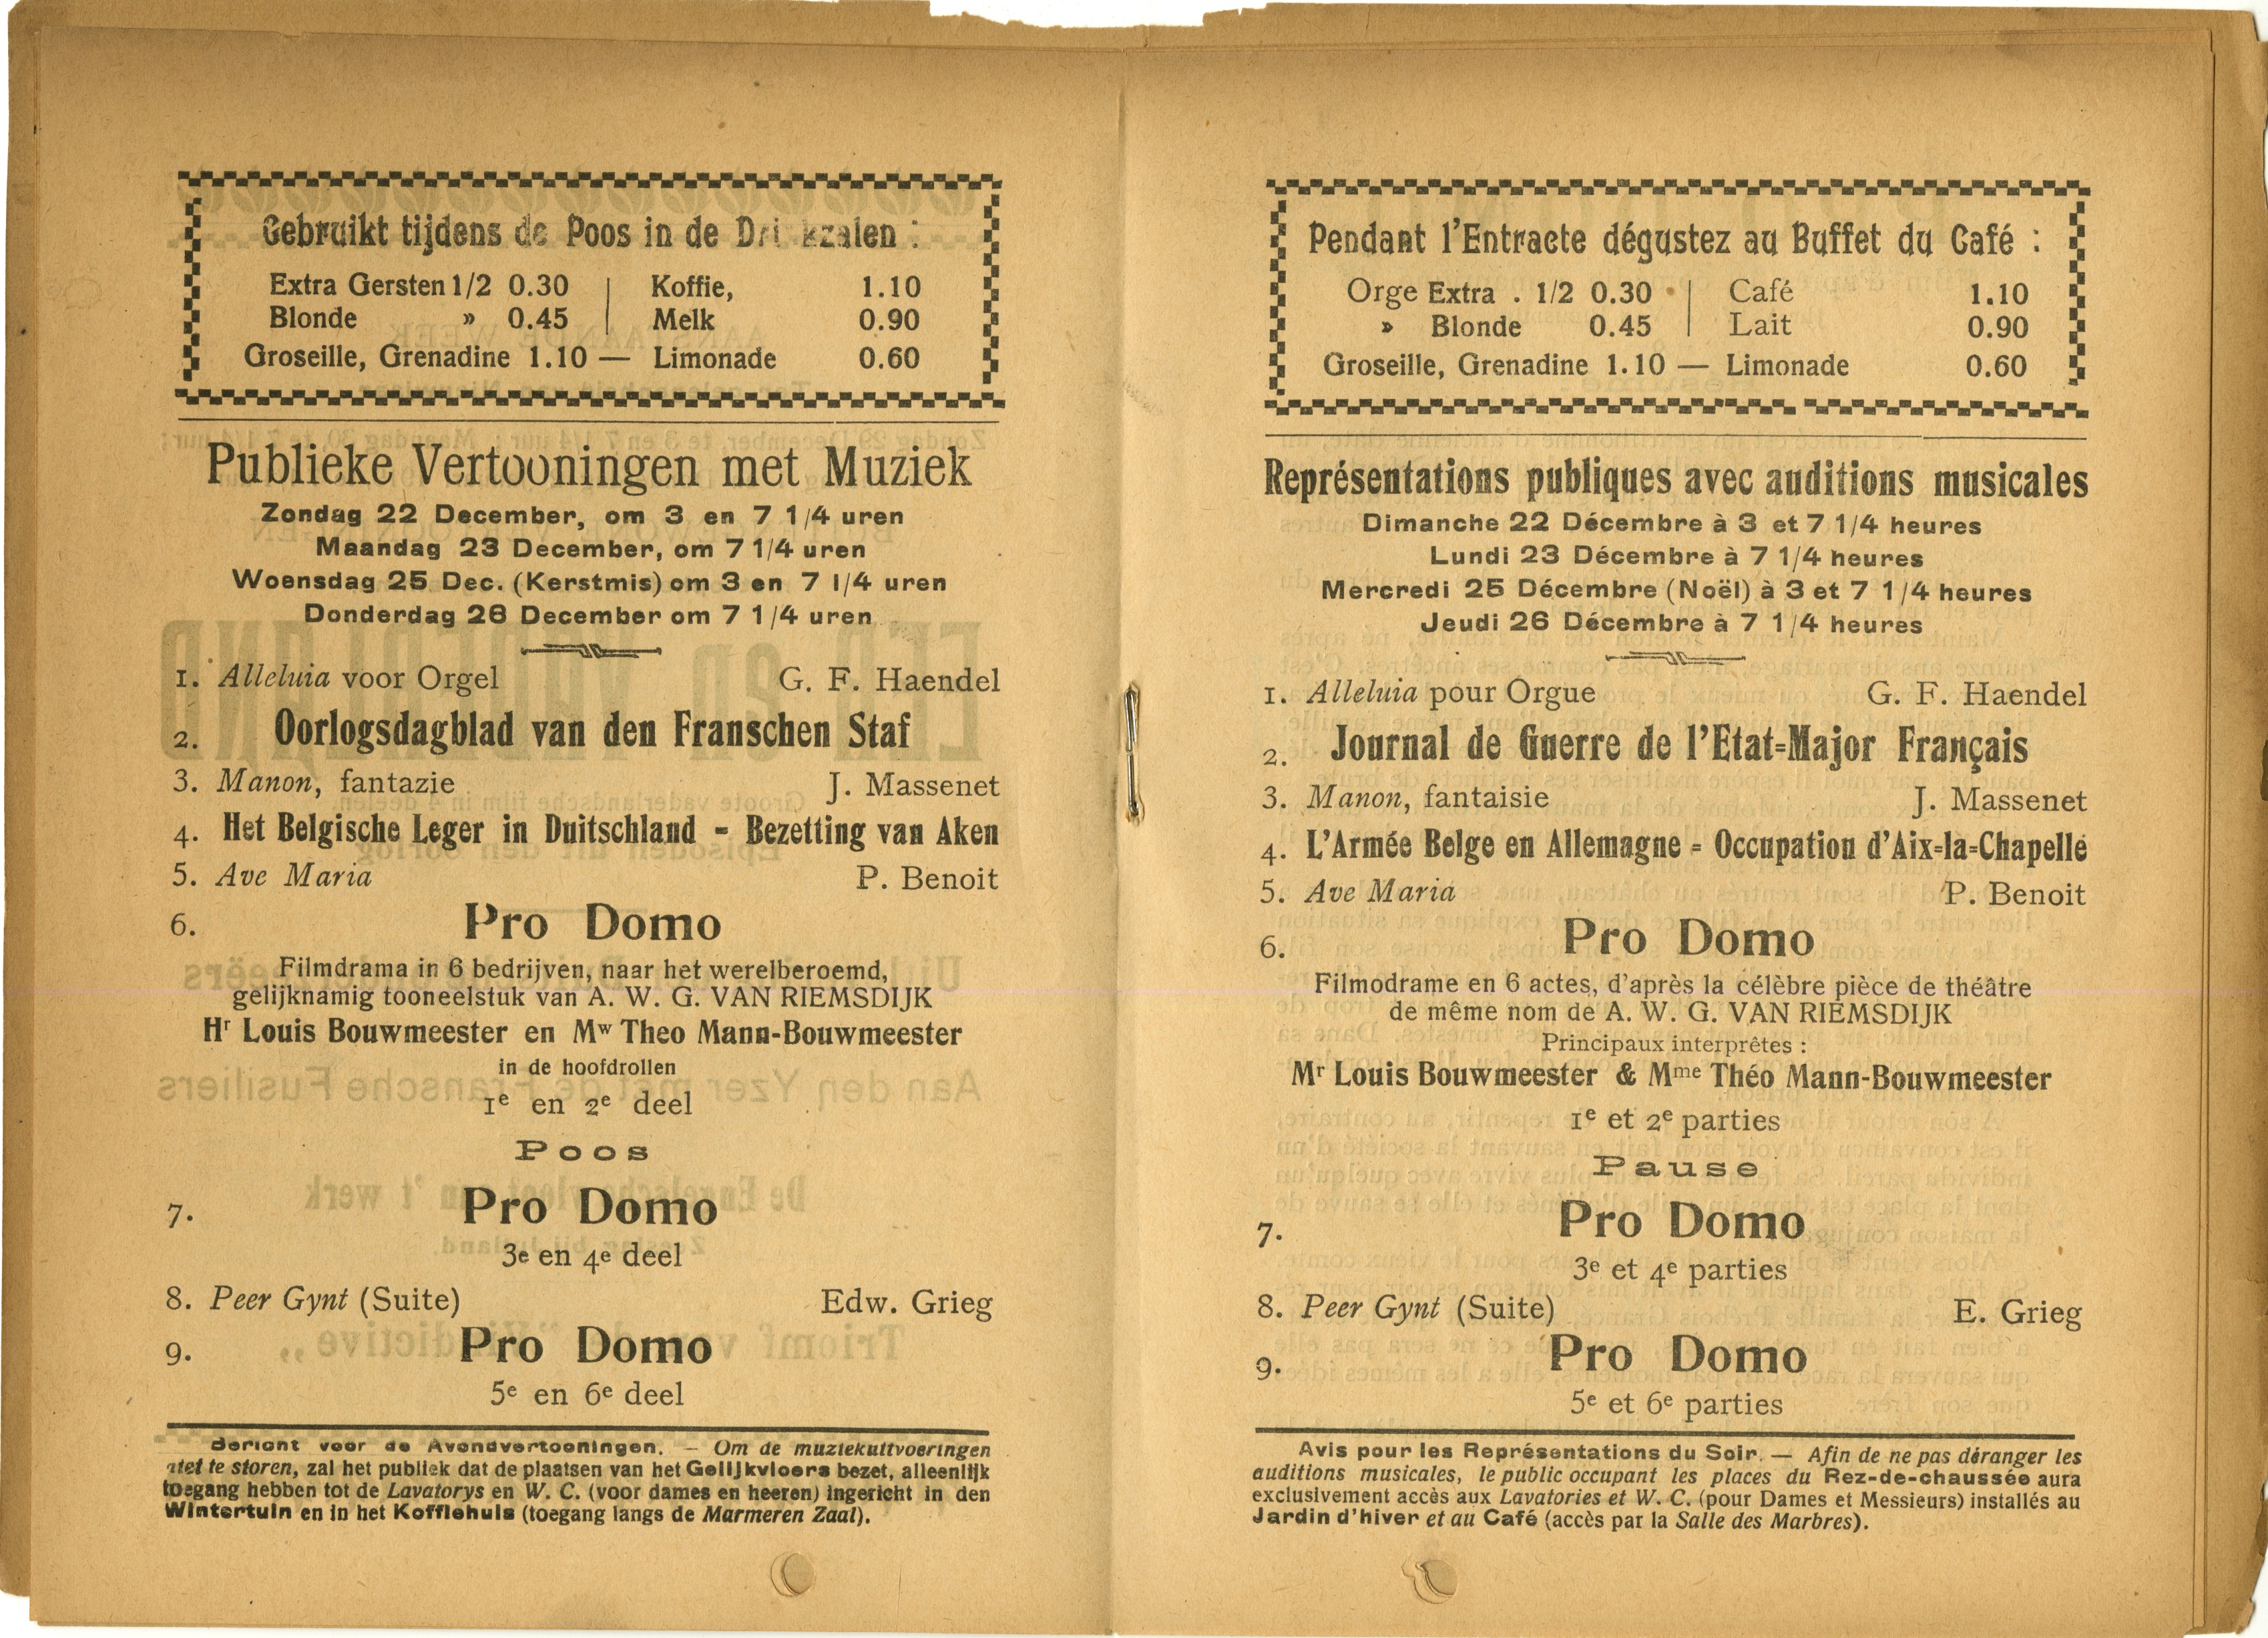 Gebruikt tijdens de Poos in de
Extra Gersten 1/2 0.30 | Koffie, 1.10
Blonde » 0.45 | Melk 0.90
Groseille, Grenadine 1.10 — Limonade 0.60
Publieke Vertooningen met Muziek
Zondag 22 December, om 3 en 7 1/4 uren
Maandag 23 December, om 7 1/4 uren
Woensdag 25 Dec. (Kerstmis) om 3 en 7 1/4 uren
Donderdag 26 December om 7 1/4 uren
1. Alleluia voor Orgel G. F. Haendel
2. Oorlogsdagblad van den Franschen Staf
3. Manon, fantazie J. Massenet
4. Het Belgische Leger in Duitschland - Bezetting van Aken
5. Ave Maria P. Benoit
6. Pro Domo
Filmdrama in 6 bedrijven, naar het werelberoemd,
gelijknamig tooneelstuk van A. W. G. VAN RIEMSDIJK
Hr Louis Bouwmeester en Mw Theo Mann-Bouwmeester
in de hoofdrollen
1e en 2e deel
Poos
7. Pro Domo
3e en 4e deel
8. Peer Gynt (Suite) Edw. Grieg
9. Pro Domo
5e en 6e deel
Bericht voor de Avondvertooningen. — Om de muziekuitvoeringen
niet te storen, zal het publiek dat de plaatsen van het Gelijkvloers bezet, alleenlijk
toegang hebben tot de Lavatorys en W. C. (voor dames en heeren) ingericht in den
Wintertuin en in het Koffiehuis (toegang langs de Marmeren Zaal).
Pendant l'Entracte dégustez au Buffet du Café :
Orge Extra . 1/2 0.30 | Café 1.10
» Blonde 0.45 | Lait 0.90
Groseille, Grenadine 1.10 — Limonade 0.60
Représentations publiques avec auditions musicales
Dimanche 22 Décembre à 3 et 7 1/4 heures
Lundi 23 Décembre à 7 1/4 heures
Mercredi 25 Décembre (Noël) à 3 et 7 1/4 heures
Jeudi 26 Décembre à 7 1/4 heures
1. Alleluia pour Orgue G. F. Haendel
2. Journal de Guerre de l'Etat=Major Français
3. Manon, fantaisie J. Massenet
4. L'Armée Belge en Allemagne = Occupation d'Aix=la=Chapelle
5. Ave Maria P. Benoit
6. Pro Domo
Filmodrame en 6 actes, d'après la célèbre pièce de théâtre
de même nom de A. W. G. VAN RIEMSDIJK
Principaux interprêtes :
Mr Louis Bouwmeester & Mme Théo Mann-Bouwmeester
1e et 2e parties
Pause
7. Pro Domo
3e et 4e parties
8. Peer Gynt (Suite) E. Grieg
9. Pro Domo
5e et 6e parties
Avis pour les Représentations du Soir. — Afin de ne pas déranger les
auditions musicales, le public occupant les places du Rez-de-chaussée aura
exclusivement accès aux Lavatories et W. C. (pour Dames et Messieurs) installés au
Jardin d'hiver et au Café (accès par la Salle des Marbres).